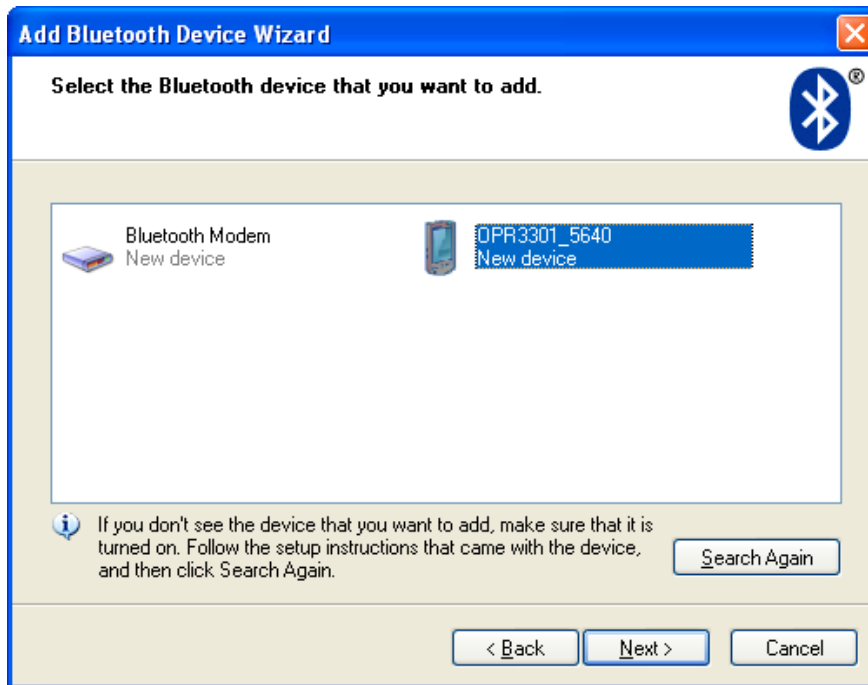 Add Bluetooth Device Wizard
Select the Bluetooth device that you want to add.
®
Bluetooth Modem
New device
OPR3301_5640
New device
If you don't see the device that you want to add, make sure that it is
turned on. Follow the setup instructions that came with the device,
and then click Search Again.
Search Again
< Back
Next >
Cancel